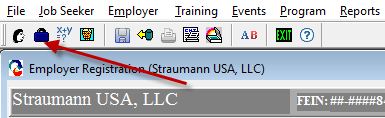 File Job Seeker Employer Training Events Program Reports
x+y =? AB EXIT ?
Employer Registration (Straumann USA, LLC)
Straumann USA, LLC FEIN: ##-####8